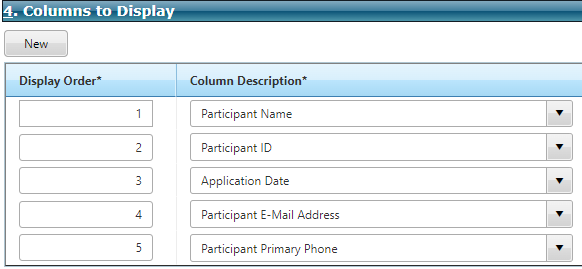 4. Columns to Display
New
Display Order* Column Description*
1 Participant Name
2 Participant ID
3 Application Date
4 Participant E-Mail Address
5 Participant Primary Phone